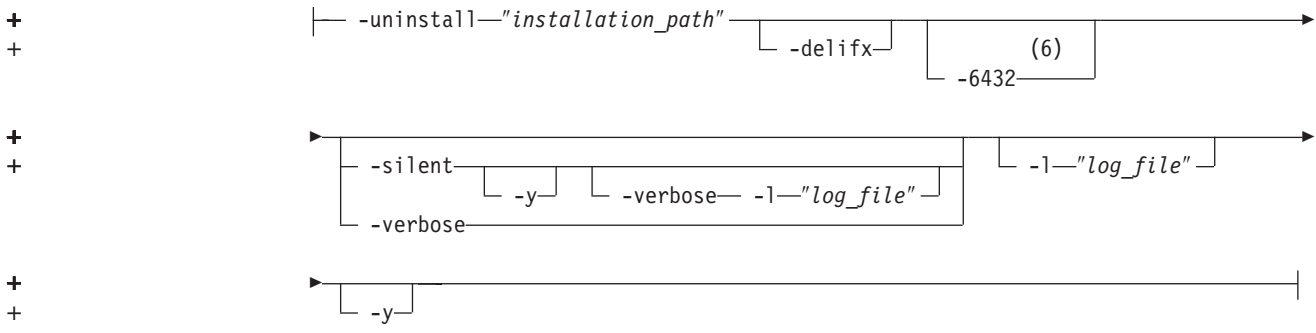 + -uninstall "installation_path"
+ -delifx (6)
-6432
+
+ -silent -l "log_file"
-y -verbose -l "log_file"
-verbose
+
+ -y